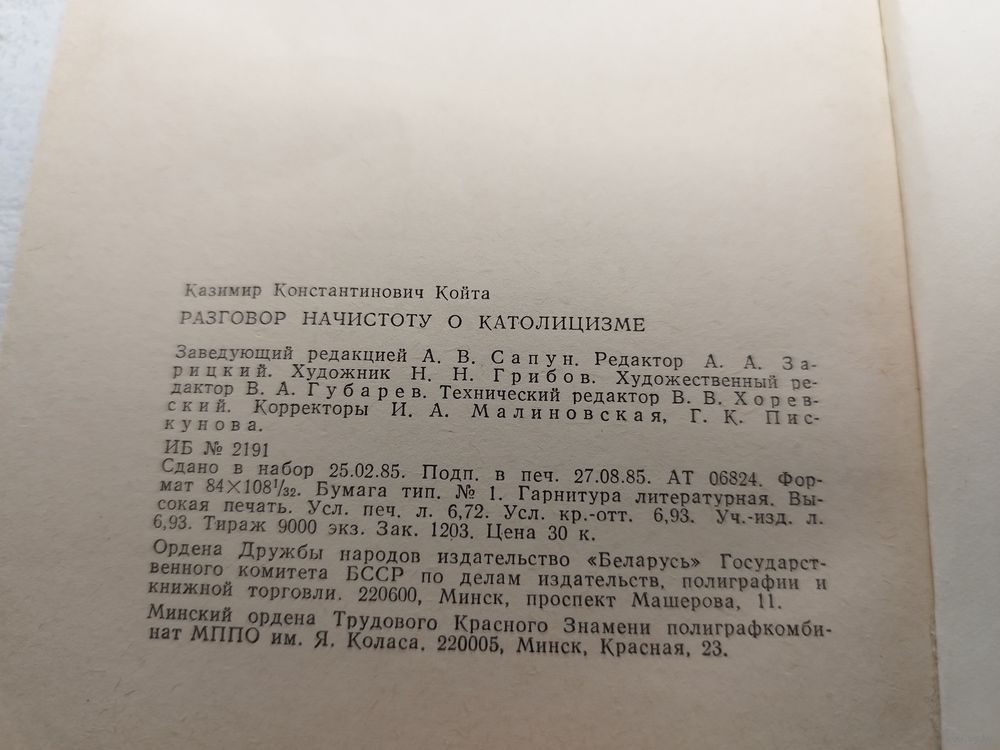 Казимир Константинович Койта
РАЗГОВОР НАЧИСТОТУ О КАТОЛИЦИЗМЕ
Заведующий редакцией А. В. Сапун. Редактор А. А. За-
рицкий. Художник Н. Н. Грибов. Художественный ре-
дактор В. А. Губарев. Технический редактор В. В. Хорев-
ский. Корректоры И. А. Малиновская, Г. К. Пис-
кунова.
ИБ № 2191
Сдано в набор 25.02.85. Подп. в печ. 27.08.85. АТ 06824. Фор-
мат 84×108¹/₃₂. Бумага тип. № 1. Гарнитура литературная. Вы-
сокая печать. Усл. печ. л. 6,72. Усл. кр.-отт. 6,93. Уч.-изд. л.
6,93. Тираж 9000 экз. Зак. 1203. Цена 30 к.
Ордена Дружбы народов издательство «Беларусь» Государст-
венного комитета БССР по делам издательств, полиграфии и
книжной торговли. 220600, Минск, проспект Машерова, 11.
Минский ордена Трудового Красного Знамени полиграфкомби-
нат МППО им. Я. Коласа. 220005, Минск, Красная, 23.